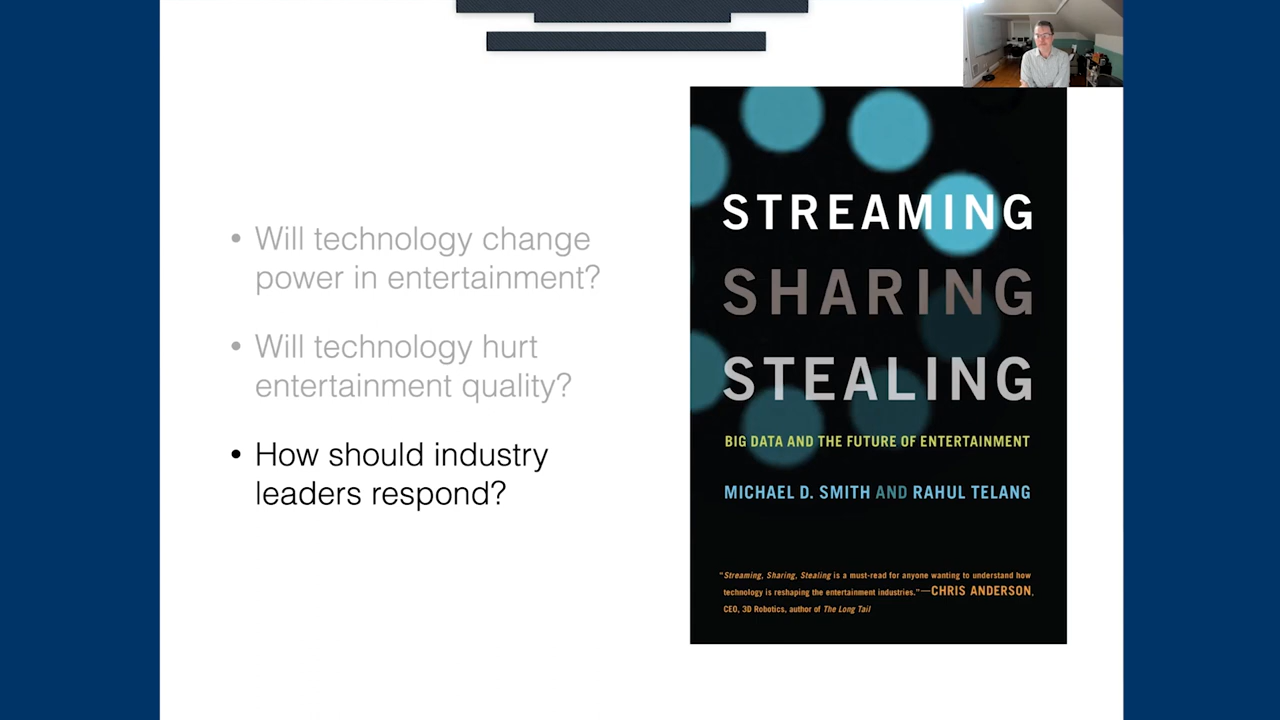 • Will technology change
power in entertainment?
• Will technology hurt
entertainment quality?
• How should industry
leaders respond?
STREAMING
SHARING
STEALING
BIG DATA AND THE FUTURE OF ENTERTAINMENT
MICHAEL D. SMITH AND RAHUL TELANG
"Streaming, Sharing, Stealing is a must-read for anyone wanting to understand how
technology is reshaping the entertainment industries."—CHRIS ANDERSON,
CEO, 3D Robotics, author of The Long Tail